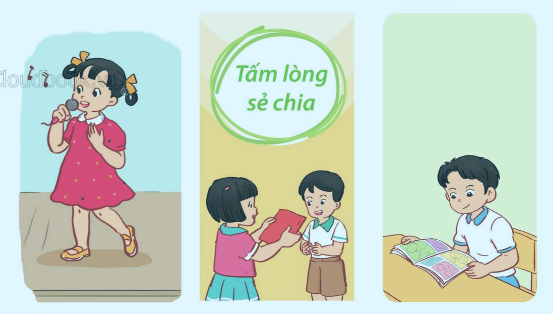 Tấm lòng
sẻ chia